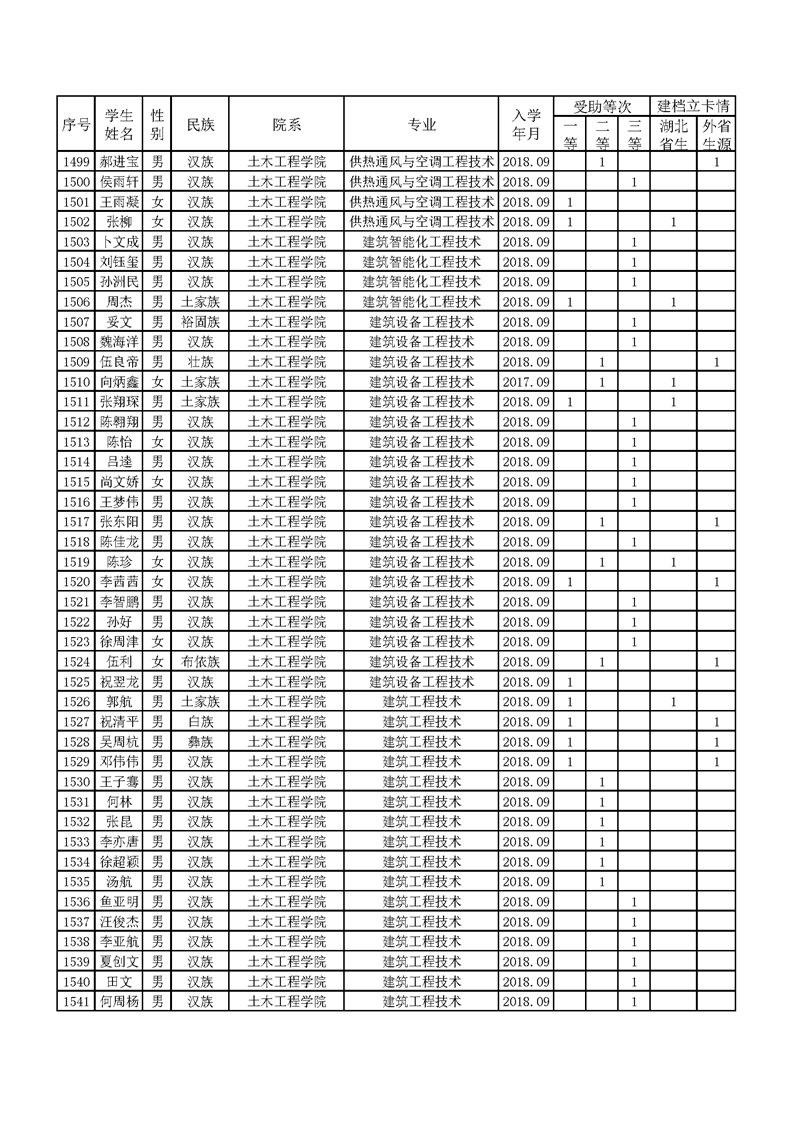 序号 学生姓名 性别 民族 院系 专业 入学年月 受助等次 建档立卡情
一等 二等 三等 湖北省生 外省生源
1499 郝进宝 男 汉族 土木工程学院 供热通风与空调工程技术 2018.09 1 1
1500 侯雨轩 男 汉族 土木工程学院 供热通风与空调工程技术 2018.09 1
1501 王雨凝 女 汉族 土木工程学院 供热通风与空调工程技术 2018.09 1
1502 张柳 女 汉族 土木工程学院 供热通风与空调工程技术 2018.09 1 1
1503 卜文成 男 汉族 土木工程学院 建筑智能化工程技术 2018.09 1
1504 刘钰玺 男 汉族 土木工程学院 建筑智能化工程技术 2018.09 1
1505 孙洲民 男 汉族 土木工程学院 建筑智能化工程技术 2018.09 1
1506 周杰 男 土家族 土木工程学院 建筑智能化工程技术 2018.09 1 1
1507 妥文 男 裕固族 土木工程学院 建筑设备工程技术 2018.09 1
1508 魏海洋 男 汉族 土木工程学院 建筑设备工程技术 2018.09 1
1509 伍良帝 男 壮族 土木工程学院 建筑设备工程技术 2018.09 1 1
1510 向炳鑫 女 土家族 土木工程学院 建筑设备工程技术 2017.09 1 1
1511 张翔琛 男 土家族 土木工程学院 建筑设备工程技术 2018.09 1 1
1512 陈翱翔 男 汉族 土木工程学院 建筑设备工程技术 2018.09 1
1513 陈怡 女 汉族 土木工程学院 建筑设备工程技术 2018.09 1
1514 吕逵 男 汉族 土木工程学院 建筑设备工程技术 2018.09 1
1515 尚文娇 女 汉族 土木工程学院 建筑设备工程技术 2018.09 1
1516 王梦伟 男 汉族 土木工程学院 建筑设备工程技术 2018.09 1
1517 张东阳 男 汉族 土木工程学院 建筑设备工程技术 2018.09 1 1
1518 陈佳龙 男 汉族 土木工程学院 建筑设备工程技术 2018.09 1
1519 陈珍 女 汉族 土木工程学院 建筑设备工程技术 2018.09 1 1
1520 李茜茜 女 汉族 土木工程学院 建筑设备工程技术 2018.09 1 1
1521 李智鹏 男 汉族 土木工程学院 建筑设备工程技术 2018.09 1
1522 孙好 男 汉族 土木工程学院 建筑设备工程技术 2018.09 1
1523 徐周津 女 汉族 土木工程学院 建筑设备工程技术 2018.09 1
1524 伍利 女 布依族 土木工程学院 建筑设备工程技术 2018.09 1 1
1525 祝翌龙 男 汉族 土木工程学院 建筑设备工程技术 2018.09 1
1526 郭航 男 土家族 土木工程学院 建筑工程技术 2018.09 1 1
1527 祝清平 男 白族 土木工程学院 建筑工程技术 2018.09 1 1
1528 吴周杭 男 彝族 土木工程学院 建筑工程技术 2018.09 1 1
1529 邓伟伟 男 汉族 土木工程学院 建筑工程技术 2018.09 1 1
1530 王子骞 男 汉族 土木工程学院 建筑工程技术 2018.09 1
1531 何林 男 汉族 土木工程学院 建筑工程技术 2018.09 1
1532 张昆 男 汉族 土木工程学院 建筑工程技术 2018.09 1
1533 李亦唐 男 汉族 土木工程学院 建筑工程技术 2018.09 1
1534 徐超颖 男 汉族 土木工程学院 建筑工程技术 2018.09 1
1535 汤航 男 汉族 土木工程学院 建筑工程技术 2018.09 1
1536 鱼亚明 男 汉族 土木工程学院 建筑工程技术 2018.09 1
1537 汪俊杰 男 汉族 土木工程学院 建筑工程技术 2018.09 1
1538 李亚航 男 汉族 土木工程学院 建筑工程技术 2018.09 1
1539 夏创文 男 汉族 土木工程学院 建筑工程技术 2018.09 1
1540 田文 男 汉族 土木工程学院 建筑工程技术 2018.09 1
1541 何周杨 男 汉族 土木工程学院 建筑工程技术 2018.09 1